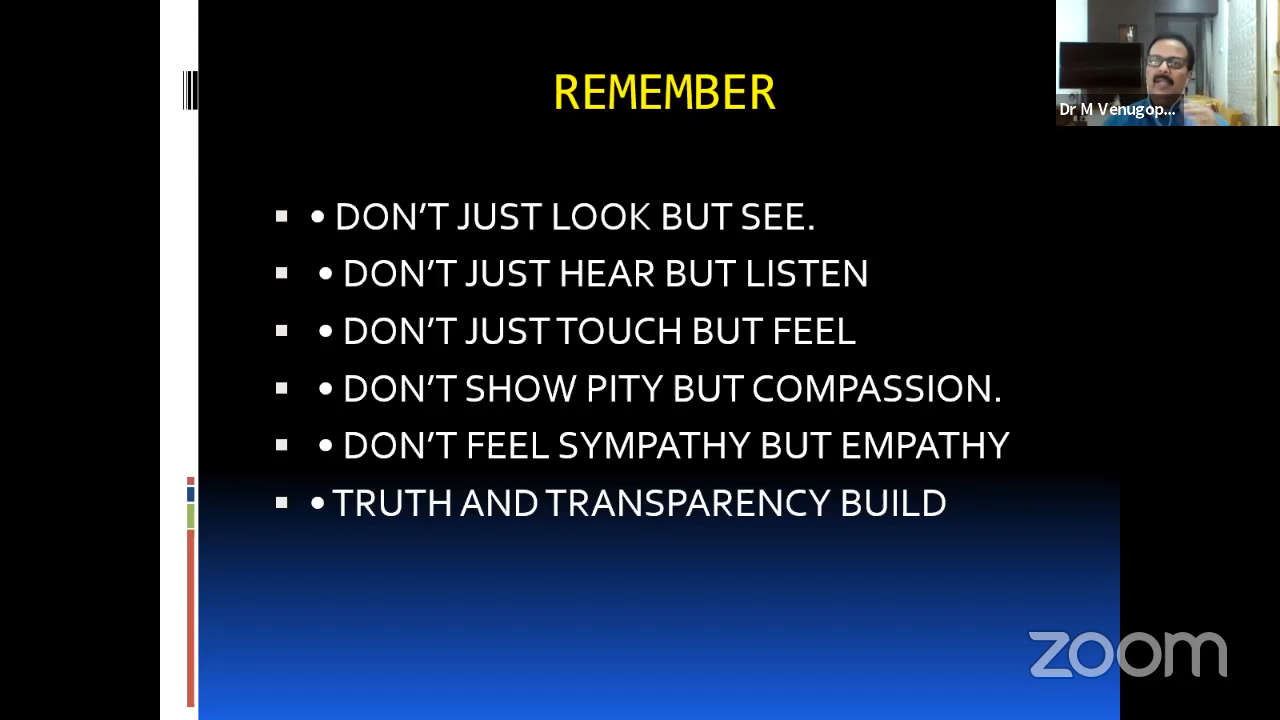 REMEMBER
Dr M Venugop...
• DON'T JUST LOOK BUT SEE.
• DON'T JUST HEAR BUT LISTEN
• DON'T JUST TOUCH BUT FEEL
• DON'T SHOW PITY BUT COMPASSION.
• DON'T FEEL SYMPATHY BUT EMPATHY
• TRUTH AND TRANSPARENCY BUILD
zoom